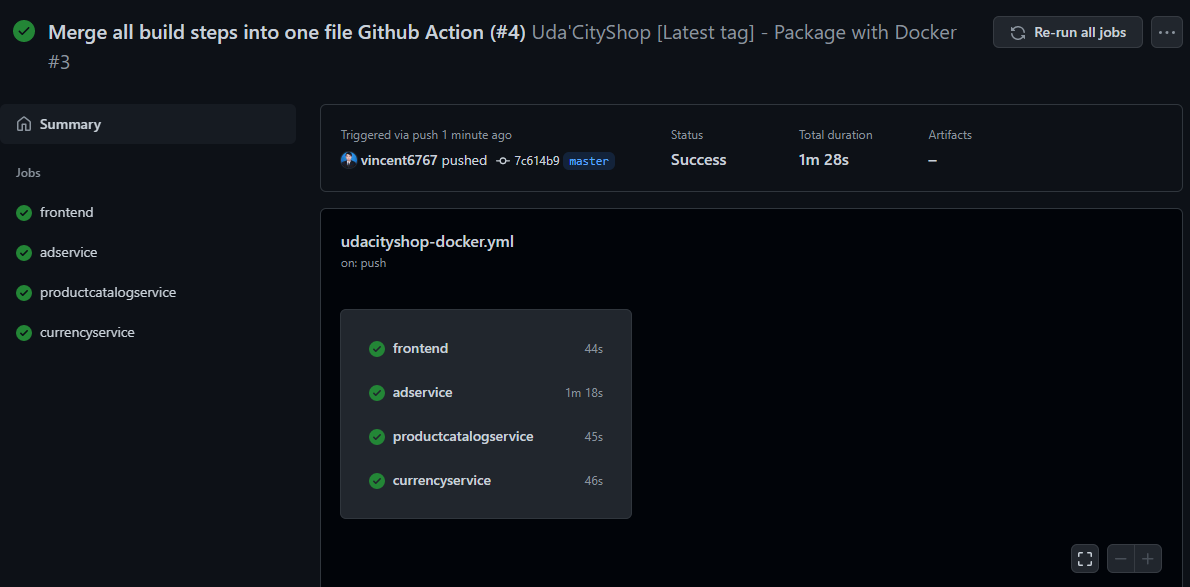 Merge all build steps into one file Github Action (#4) Uda'CityShop [Latest tag] - Package with Docker
#3
Re-run all jobs
Summary
Jobs
frontend
adservice
productcatalogservice
currencyservice
Triggered via push 1 minute ago
vincent6767 pushed 7c614b9 master
Status
Success
Total duration
1m 28s
Artifacts
–
udacityshop-docker.yml
on: push
frontend 44s
adservice 1m 18s
productcatalogservice 45s
currencyservice 46s